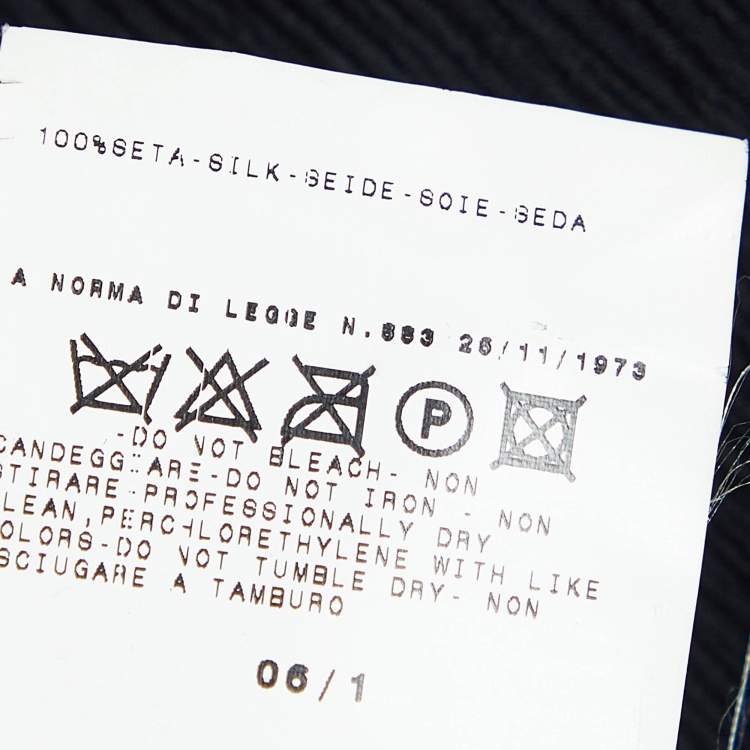 100%SETA-SILK-SEIDE-SOIE-SEDA
A NORMA DI LEGGE N.883 26/11/1973
P
-DO NOT BLEACH- NON
CANDEGGIARE-DO NOT IRON - NON
STIRARE-PROFESSIONALLY DRY
LEAN,PERCHLORETHYLENE WITH LIKE
OLORS-DO NOT TUMBLE DRY- NON
SCIUGARE A TAMBURO
06/1